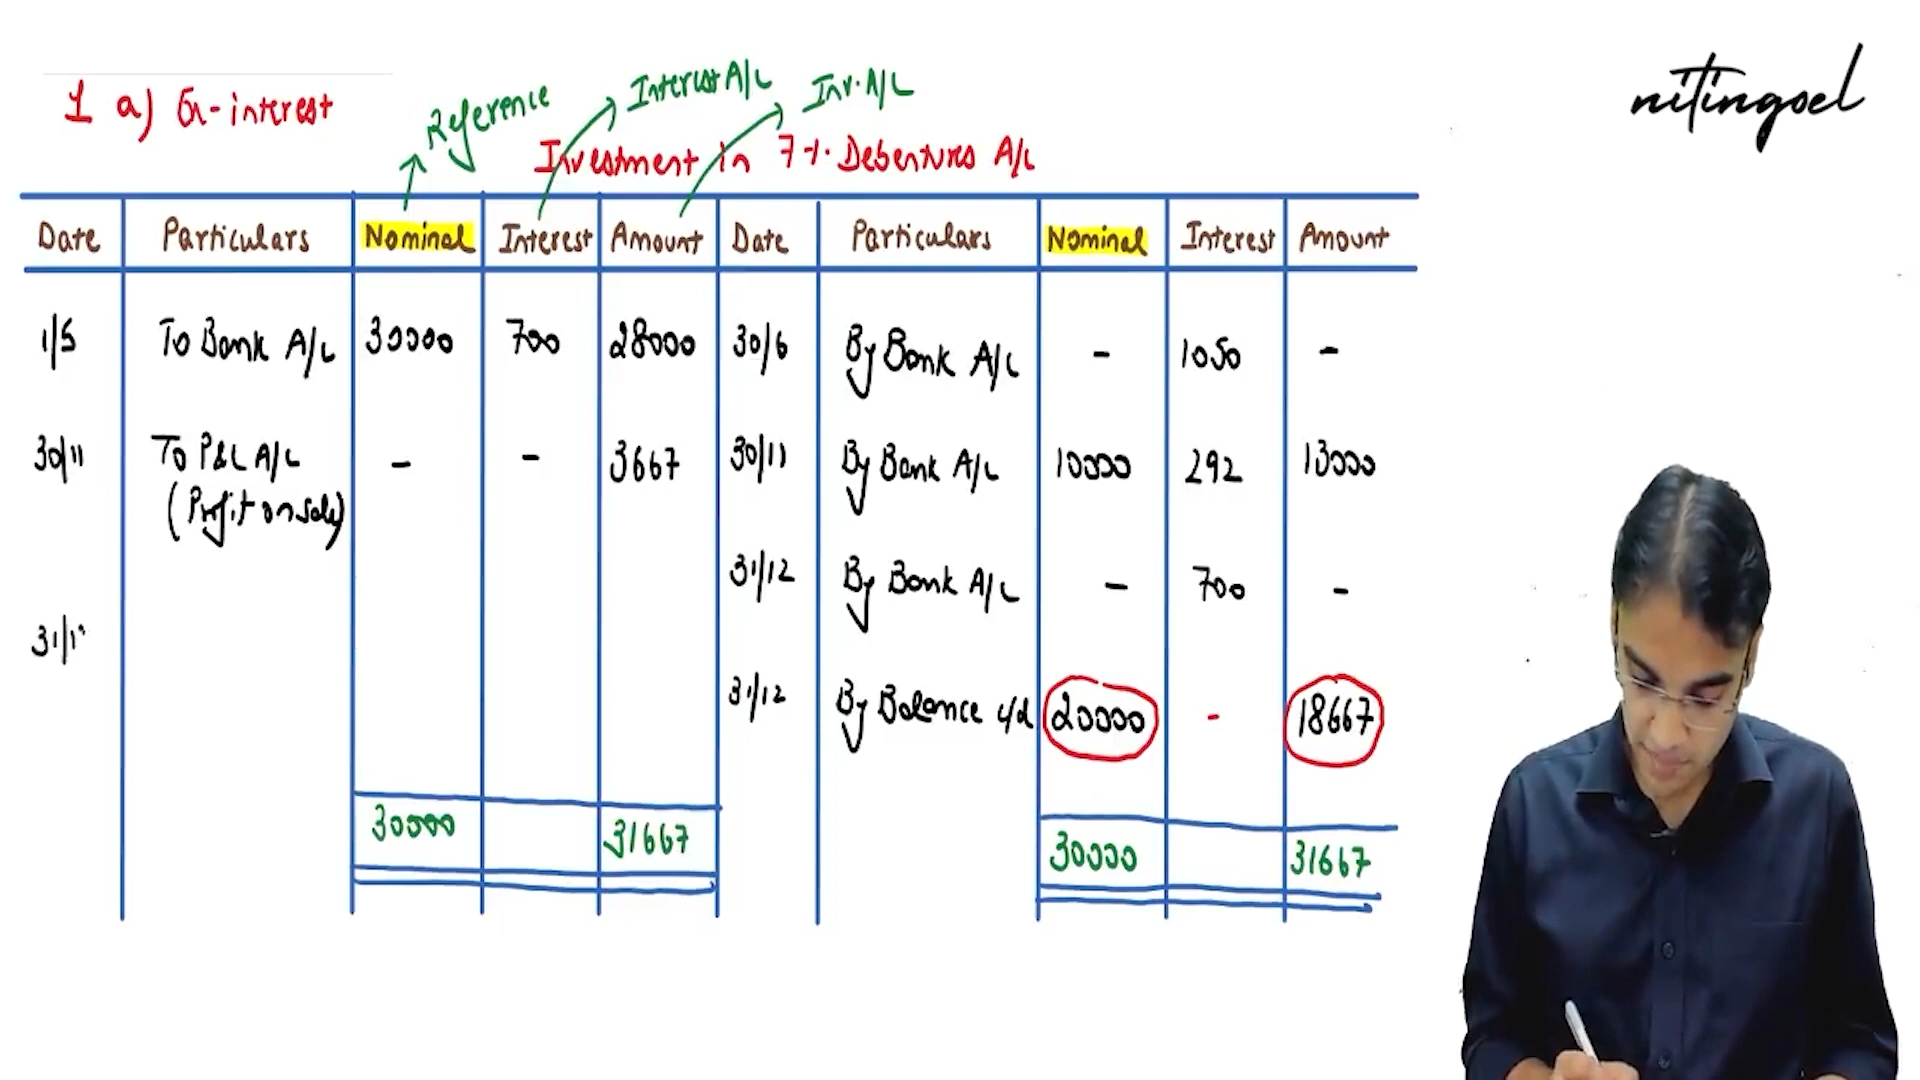 nitingoel
1 a) Ex-interest
Reference
Interest A/c
Inv. A/c
Investment in 7% Debentures A/c
Date Particulars Nominal Interest Amount Date Particulars Nominal Interest Amount
1/5 To Bank A/c 30000 700 28000 30/6 By Bank A/c - 1050 -
30/11 To P&L A/c - - 3667 30/11 By Bank A/c 10000 292 13000
(Profit on sale)
31/12 By Bank A/c - 700 -
31/1
31/12 By Balance c/d 20000 - 18667
30000 31667 30000 31667